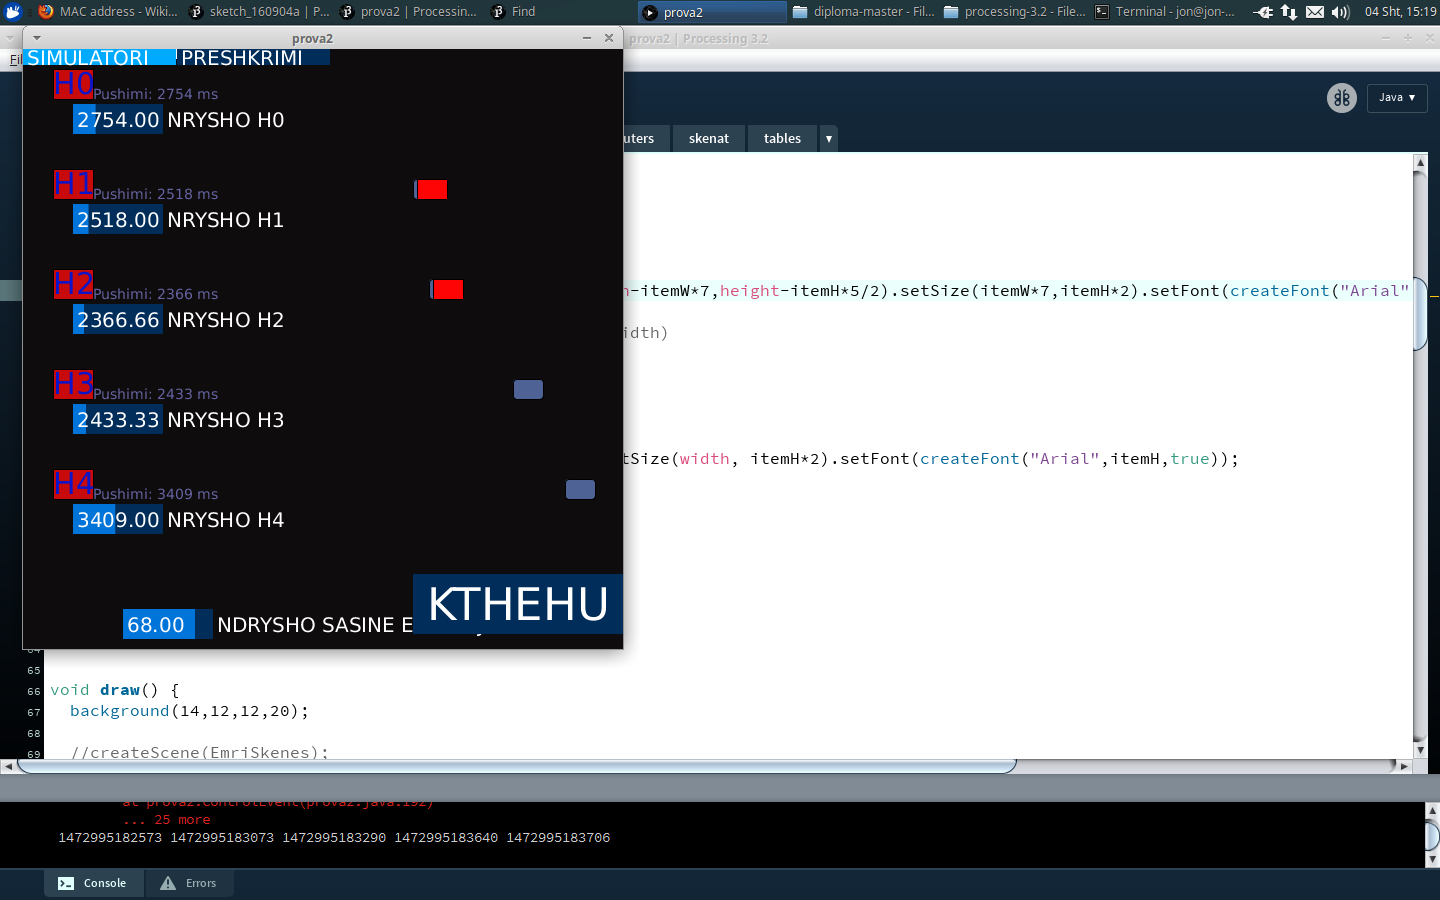 MAC address - Wiki...
sketch_160904a | P...
prova2 | Processin...
Find
prova2
diploma-master - Fil...
processing-3.2 - File...
Terminal - jon@jon-...
04 Sht, 15:19
prova2
prova2 | Processing 3.2
SIMULATORI PRESHKRIMI
H0 Pushimi: 2754 ms
2754.00 NRYSHO H0
H1 Pushimi: 2518 ms
2518.00 NRYSHO H1
H2 Pushimi: 2366 ms
2366.66 NRYSHO H2
H3 Pushimi: 2433 ms
2433.33 NRYSHO H3
H4 Pushimi: 3409 ms
3409.00 NRYSHO H4
KTHEHU
68.00 NDRYSHO SASINE E
Java ▾
uters skenat tables ▾
-itemW*7,height-itemH*5/2).setSize(itemW*7,itemH*2).setFont(createFont("Arial"
idth)
tSize(width, itemH*2).setFont(createFont("Arial",itemH,true));
65
66 void draw() {
67 background(14,12,12,20);
68
69 //createScene(EmriSkenes);
at prova2.controlEvent(prova2.java:192)
... 25 more
1472995182573 1472995183073 1472995183290 1472995183640 1472995183706
Console
Errors